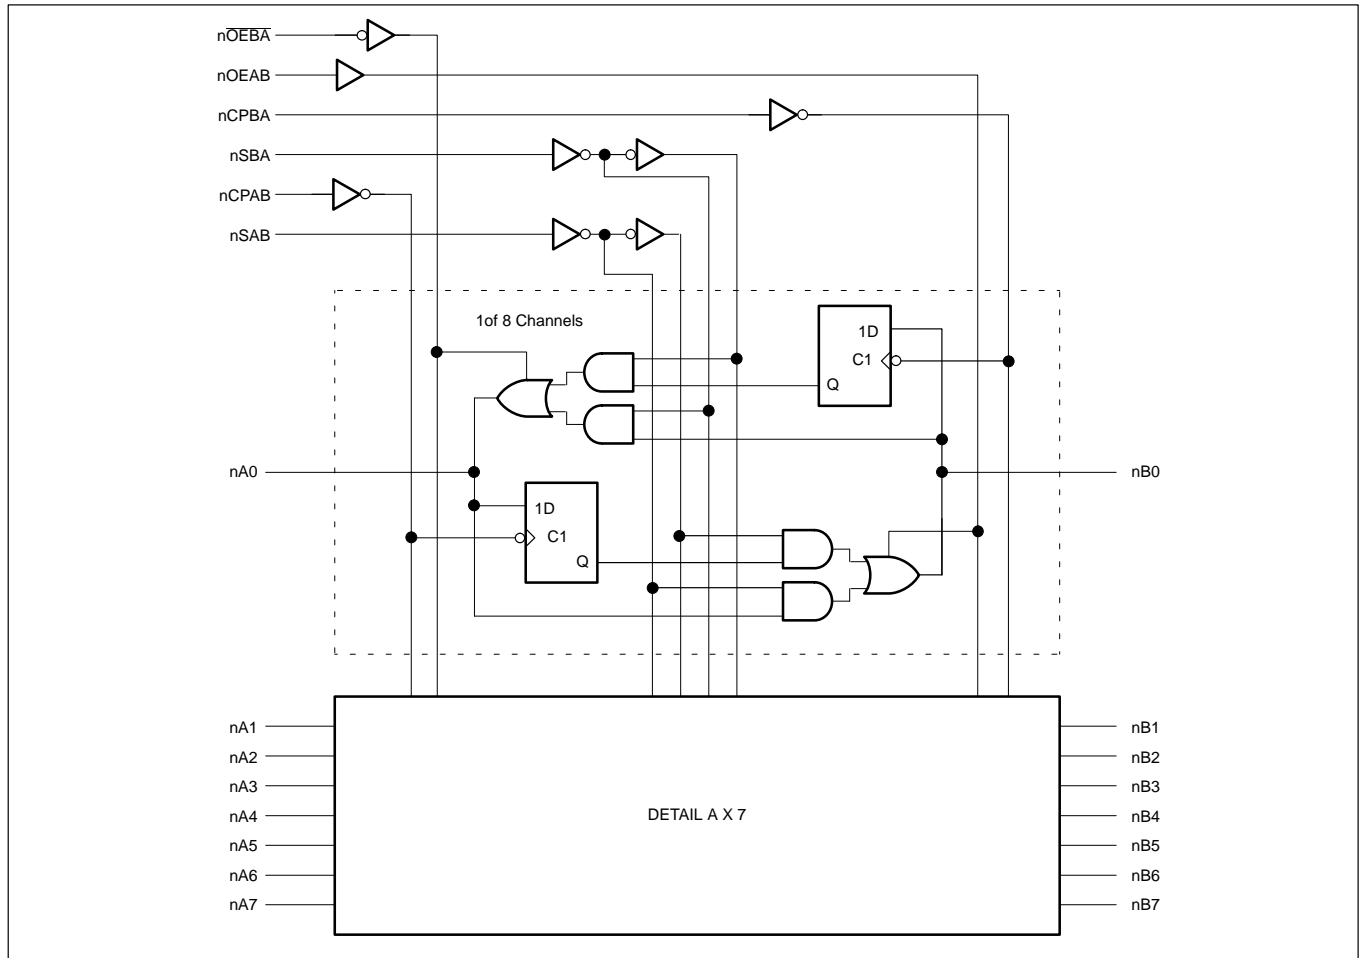 nO̅E̅B̅A̅
nOEAB
nCPBA
nSBA
nCPAB
nSAB
1of 8 Channels
1D
C1
Q
nA0
nB0
1D
C1
Q
nA1
nB1
nA2
nB2
nA3
nB3
nA4
DETAIL A X 7
nB4
nA5
nB5
nA6
nB6
nA7
nB7